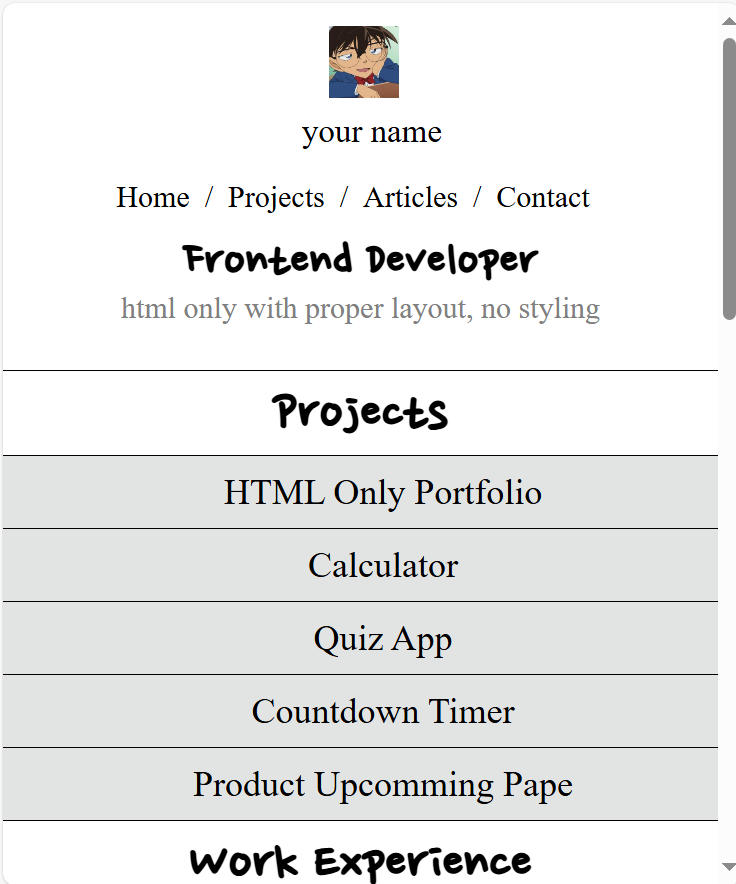 your name
Home / Projects / Articles / Contact
Frontend Developer
html only with proper layout, no styling
Projects
HTML Only Portfolio
Calculator
Quiz App
Countdown Timer
Product Upcomming Pape
Work Experience